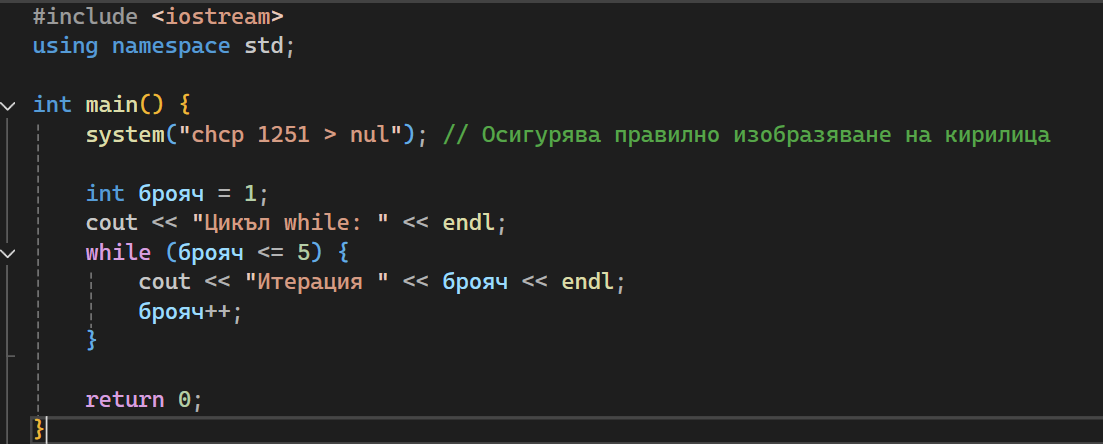 #include <iostream>
using namespace std;
int main() {
system("chcp 1251 > nul"); // Осигурява правилно изобразяване на кирилица
int брояч = 1;
cout << "Цикъл while: " << endl;
while (брояч <= 5) {
cout << "Итерация " << брояч << endl;
брояч++;
}
return 0;
}